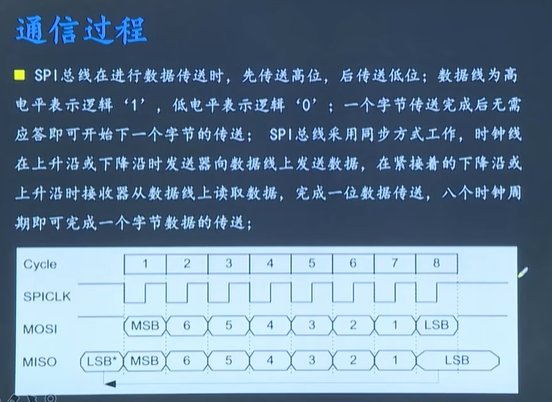 通信过程
SPI总线在进行数据传送时，先传送高位，后传送低位；数据线为高
电平表示逻辑‘1’，低电平表示逻辑‘0’；一个字节传送完成后无需
应答即可开始下一个字节的传送； SPI总线采用同步方式工作，时钟线
在上升沿或下降沿时发送器向数据线上发送数据，在紧接着的下降沿或
上升沿时接收器从数据线上读取数据，完成一位数据传送，八个时钟周
期即可完成一个字节数据的传送；
Cycle 1 2 3 4 5 6 7 8
SPICLK
MOSI MSB 6 5 4 3 2 1 LSB
MISO LSB* MSB 6 5 4 3 2 1 LSB